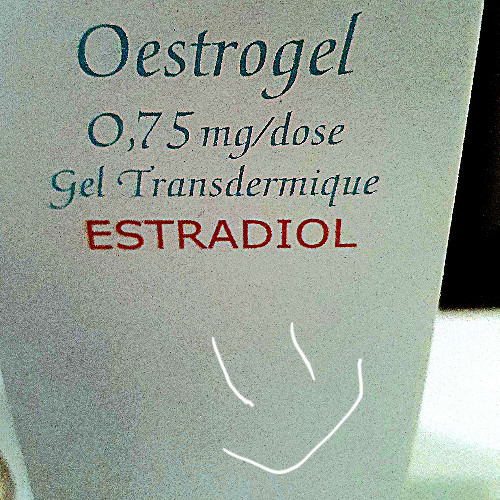 Oestrogel
0,75 mg/dose
Gel Transdermique
ESTRADIOL